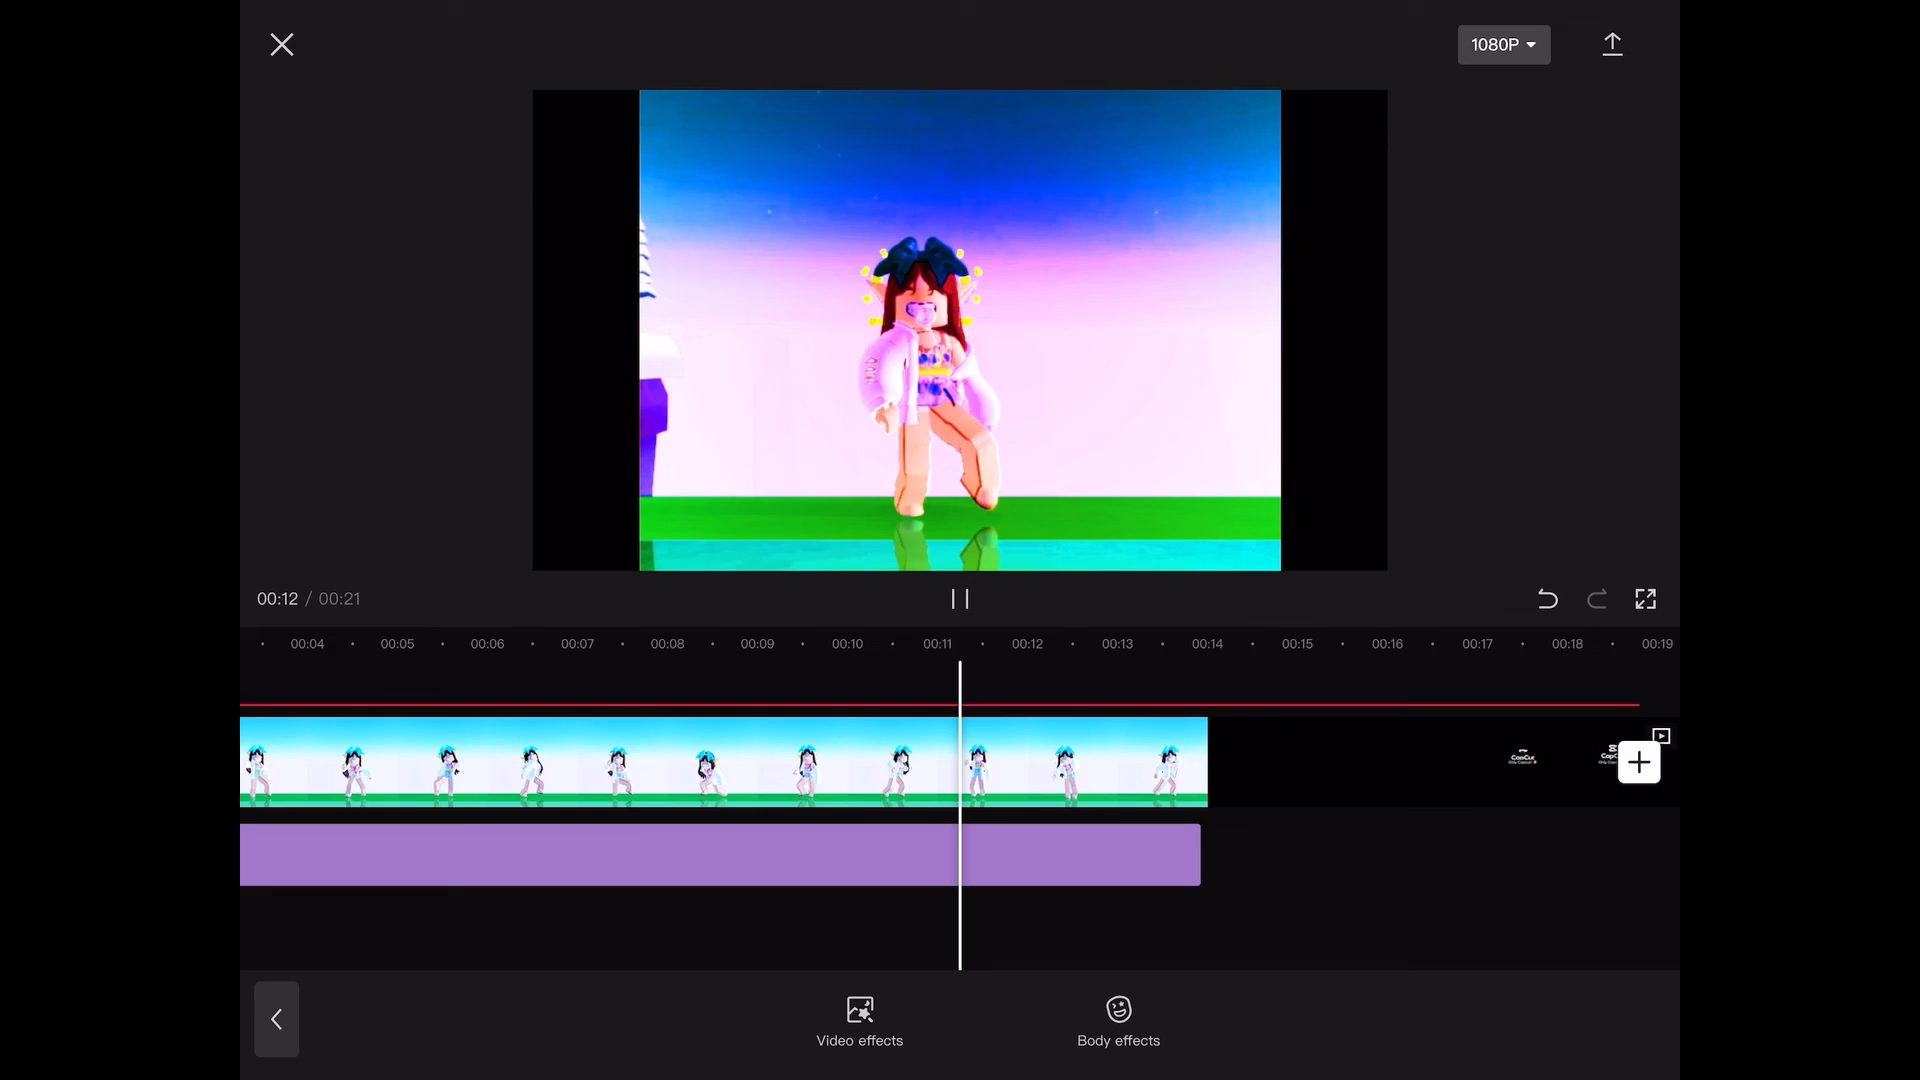 1080P
00:12 / 00:21
00:04 00:05 00:06 00:07 00:08 00:09 00:10 00:11 00:12 00:13 00:14 00:15 00:16 00:17 00:18 00:19
CapCut
Video effects
Body effects